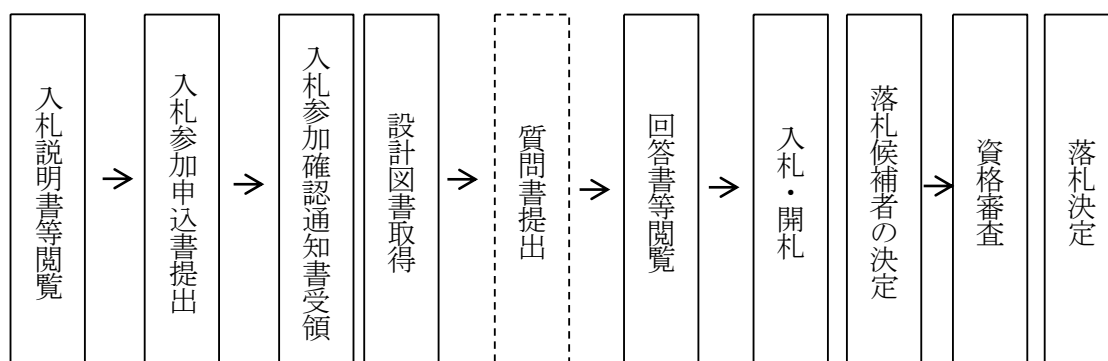 入札説明書等閲覧
入札参加申込書提出
入札参加確認通知書受領
設計図書取得
質問書提出
回答書等閲覧
入札・開札
落札候補者の決定
資格審査
落札決定